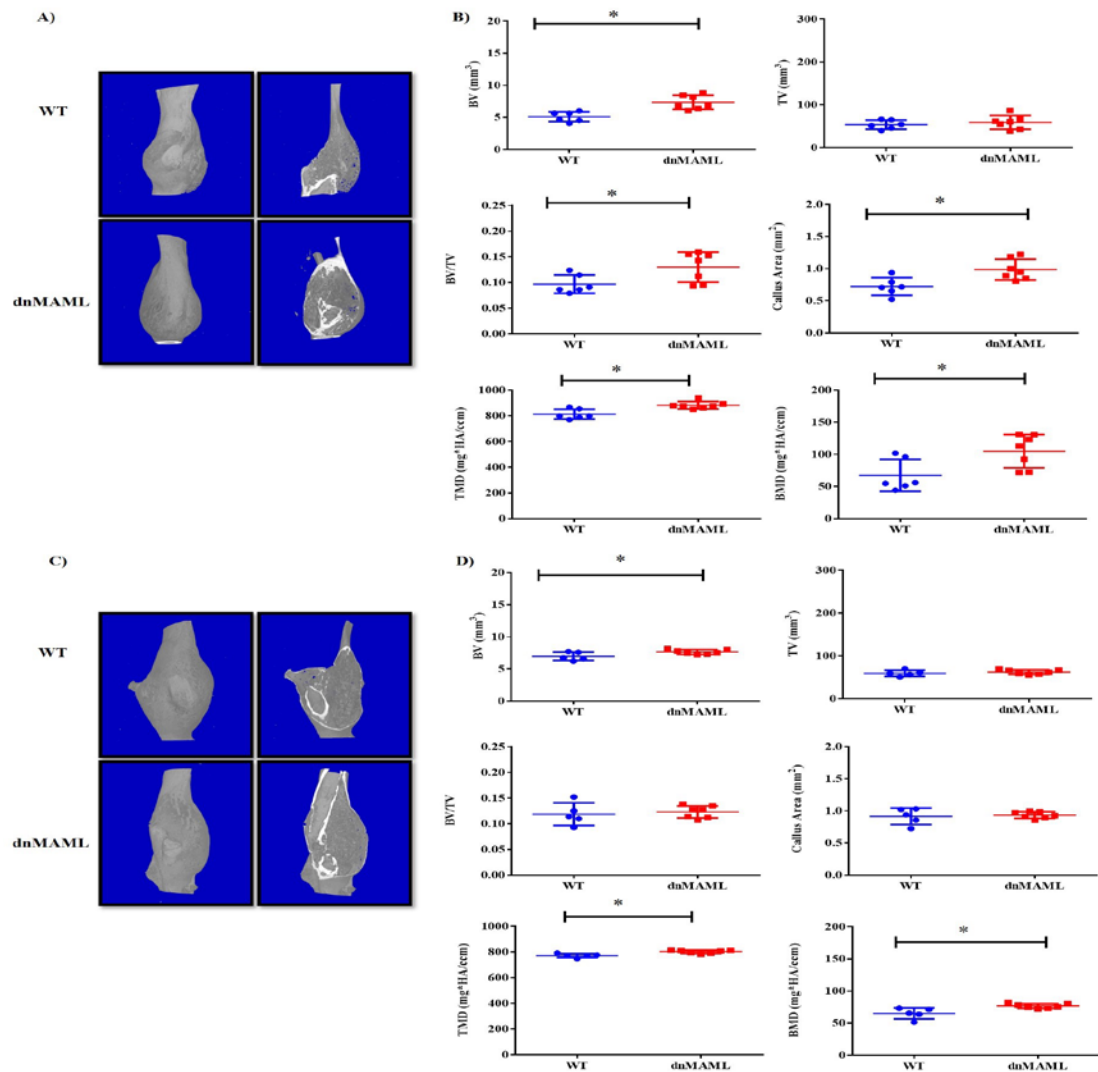 A)
WT
dnMAML
B)
*
BV (mm³)
20
15
10
5
0
WT
dnMAML
TV (mm³)
300
200
100
50
0
WT
dnMAML
*
BV/TV
0.25
0.20
0.15
0.10
0.05
0.00
WT
dnMAML
*
Callus Area (mm²)
2.0
1.5
1.0
0.5
0.0
WT
dnMAML
*
TMD (mg*HA/ccm)
1000
800
600
400
200
0
WT
dnMAML
*
BMD (mg*HA/ccm)
200
150
100
50
0
WT
dnMAML
C)
WT
dnMAML
D)
*
BV (mm³)
20
15
10
5
0
WT
dnMAML
TV (mm³)
300
200
100
50
0
WT
dnMAML
BV/TV
0.25
0.20
0.15
0.10
0.05
0.00
WT
dnMAML
Callus Area (mm²)
2.0
1.5
1.0
0.5
0.0
WT
dnMAML
*
TMD (mg*HA/ccm)
1000
800
600
400
200
0
WT
dnMAML
*
BMD (mg*HA/ccm)
200
150
100
50
0
WT
dnMAML